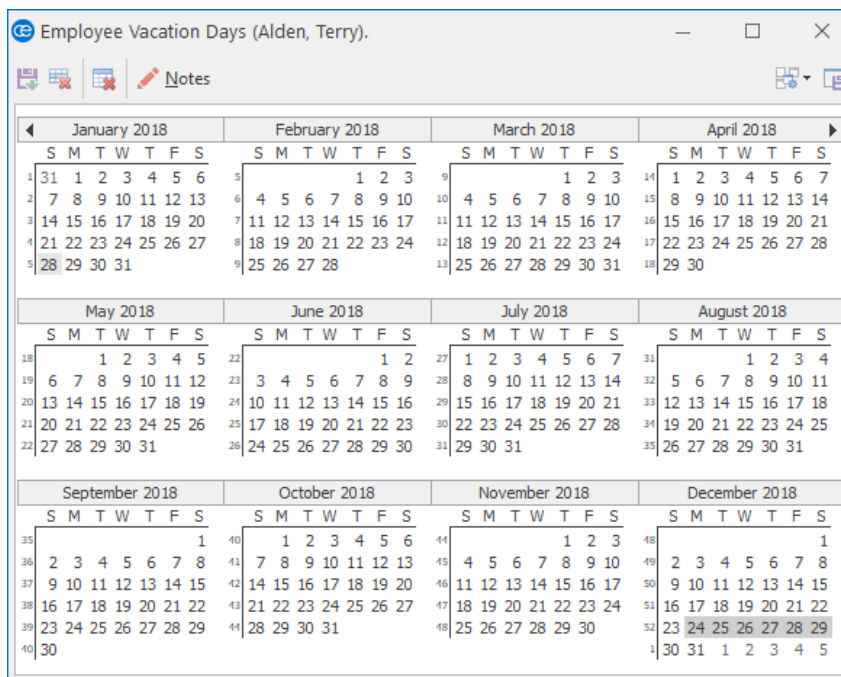 Employee Vacation Days (Alden, Terry).
Notes
January 2018 February 2018 March 2018 April 2018
S M T W T F S S M T W T F S S M T W T F S S M T W T F S
1 31 1 2 3 4 5 6 5 1 2 3 9 1 2 3 14 1 2 3 4 5 6 7
2 7 8 9 10 11 12 13 6 4 5 6 7 8 9 10 10 4 5 6 7 8 9 10 15 8 9 10 11 12 13 14
3 14 15 16 17 18 19 20 7 11 12 13 14 15 16 17 11 11 12 13 14 15 16 17 16 15 16 17 18 19 20 21
4 21 22 23 24 25 26 27 8 18 19 20 21 22 23 24 12 18 19 20 21 22 23 24 17 22 23 24 25 26 27 28
5 28 29 30 31 9 25 26 27 28 13 25 26 27 28 29 30 31 18 29 30
May 2018 June 2018 July 2018 August 2018
S M T W T F S S M T W T F S S M T W T F S S M T W T F S
18 1 2 3 4 5 22 1 2 27 1 2 3 4 5 6 7 31 1 2 3 4
19 6 7 8 9 10 11 12 23 3 4 5 6 7 8 9 28 8 9 10 11 12 13 14 32 5 6 7 8 9 10 11
20 13 14 15 16 17 18 19 24 10 11 12 13 14 15 16 29 15 16 17 18 19 20 21 33 12 13 14 15 16 17 18
21 20 21 22 23 24 25 26 25 17 18 19 20 21 22 23 30 22 23 24 25 26 27 28 34 19 20 21 22 23 24 25
22 27 28 29 30 31 26 24 25 26 27 28 29 30 31 29 30 31 35 26 27 28 29 30 31
September 2018 October 2018 November 2018 December 2018
S M T W T F S S M T W T F S S M T W T F S S M T W T F S
35 1 40 1 2 3 4 5 6 44 1 2 3 48 1
36 2 3 4 5 6 7 8 41 7 8 9 10 11 12 13 45 4 5 6 7 8 9 10 49 2 3 4 5 6 7 8
37 9 10 11 12 13 14 15 42 14 15 16 17 18 19 20 46 11 12 13 14 15 16 17 50 9 10 11 12 13 14 15
38 16 17 18 19 20 21 22 43 21 22 23 24 25 26 27 47 18 19 20 21 22 23 24 51 16 17 18 19 20 21 22
39 23 24 25 26 27 28 29 44 28 29 30 31 48 25 26 27 28 29 30 52 23 24 25 26 27 28 29
40 30 1 30 31 1 2 3 4 5